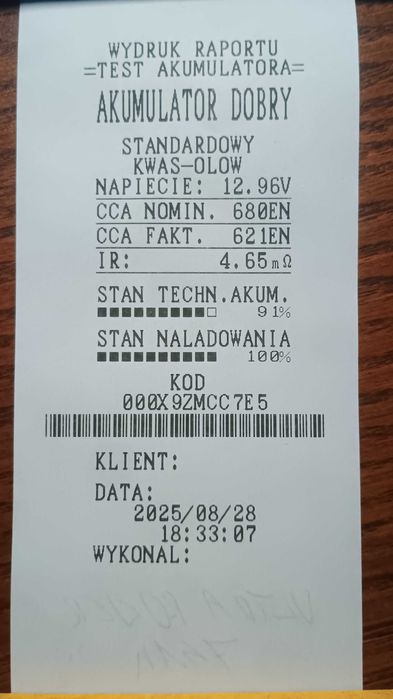 WYDRUK RAPORTU
=TEST AKUMULATORA=
AKUMULATOR DOBRY
STANDARDOWY
KWAS-OLOW
NAPIECIE: 12.96V
CCA NOMIN. 680EN
CCA FAKT. 621EN
IR: 4.65mΩ
STAN TECHN.AKUM.
■■■■■■■■■□ 91%
STAN NALADOWANIA
■■■■■■■■■■ 100%
KOD
000X9ZMCC7E5
KLIENT:
DATA:
2025/08/28
18:33:07
WYKONAL: